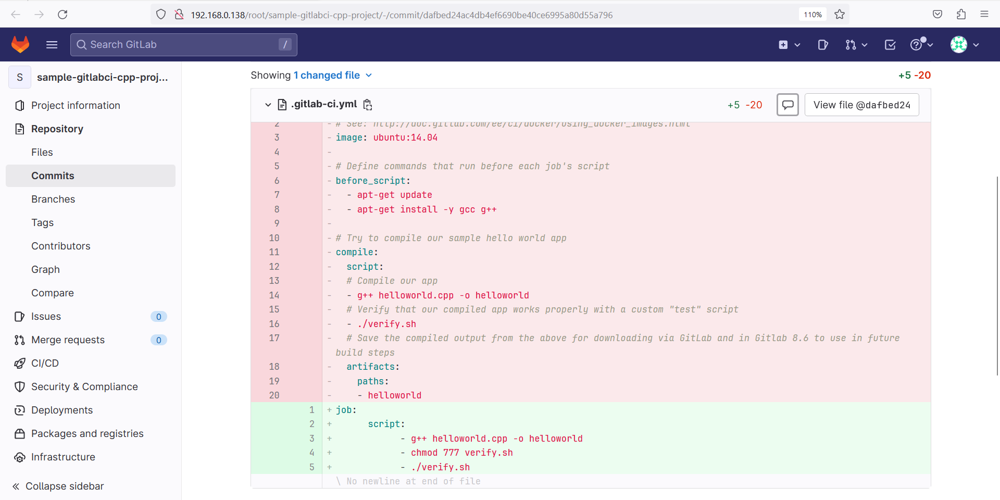 192.168.0.138/root/sample-gitlabci-cpp-project/-/commit/dafbed24ac4db4ef6690be40ce6995a80d55a796
110%
Search GitLab
/
S
sample-gitlabci-cpp-proj...
Project information
Repository
Files
Commits
Branches
Tags
Contributors
Graph
Compare
Issues 0
Merge requests 0
CI/CD
Security & Compliance
Deployments
Packages and registries
Infrastructure
Collapse sidebar
Showing 1 changed file
+5 -20
.gitlab-ci.yml
+5 -20
View file @dafbed24
2 - # See: http://doc.gitlab.com/ee/ci/docker/using_docker_images.html
3 - image: ubuntu:14.04
4 -
5 - # Define commands that run before each job's script
6 - before_script:
7 -   - apt-get update
8 -   - apt-get install -y gcc g++
9 -
10 - # Try to compile our sample hello world app
11 - compile:
12 -   script:
13 -   # Compile our app
14 -   - g++ helloworld.cpp -o helloworld
15 -   # Verify that our compiled app works properly with a custom "test" script
16 -   - ./verify.sh
17 -   # Save the compiled output from the above for downloading via GitLab and in Gitlab 8.6 to use in future
build steps
18 -   artifacts:
19 -     paths:
20 -     - helloworld
1 + job:
2 +       script:
3 +             - g++ helloworld.cpp -o helloworld
4 +             - chmod 777 verify.sh
5 +             - ./verify.sh
\ No newline at end of file